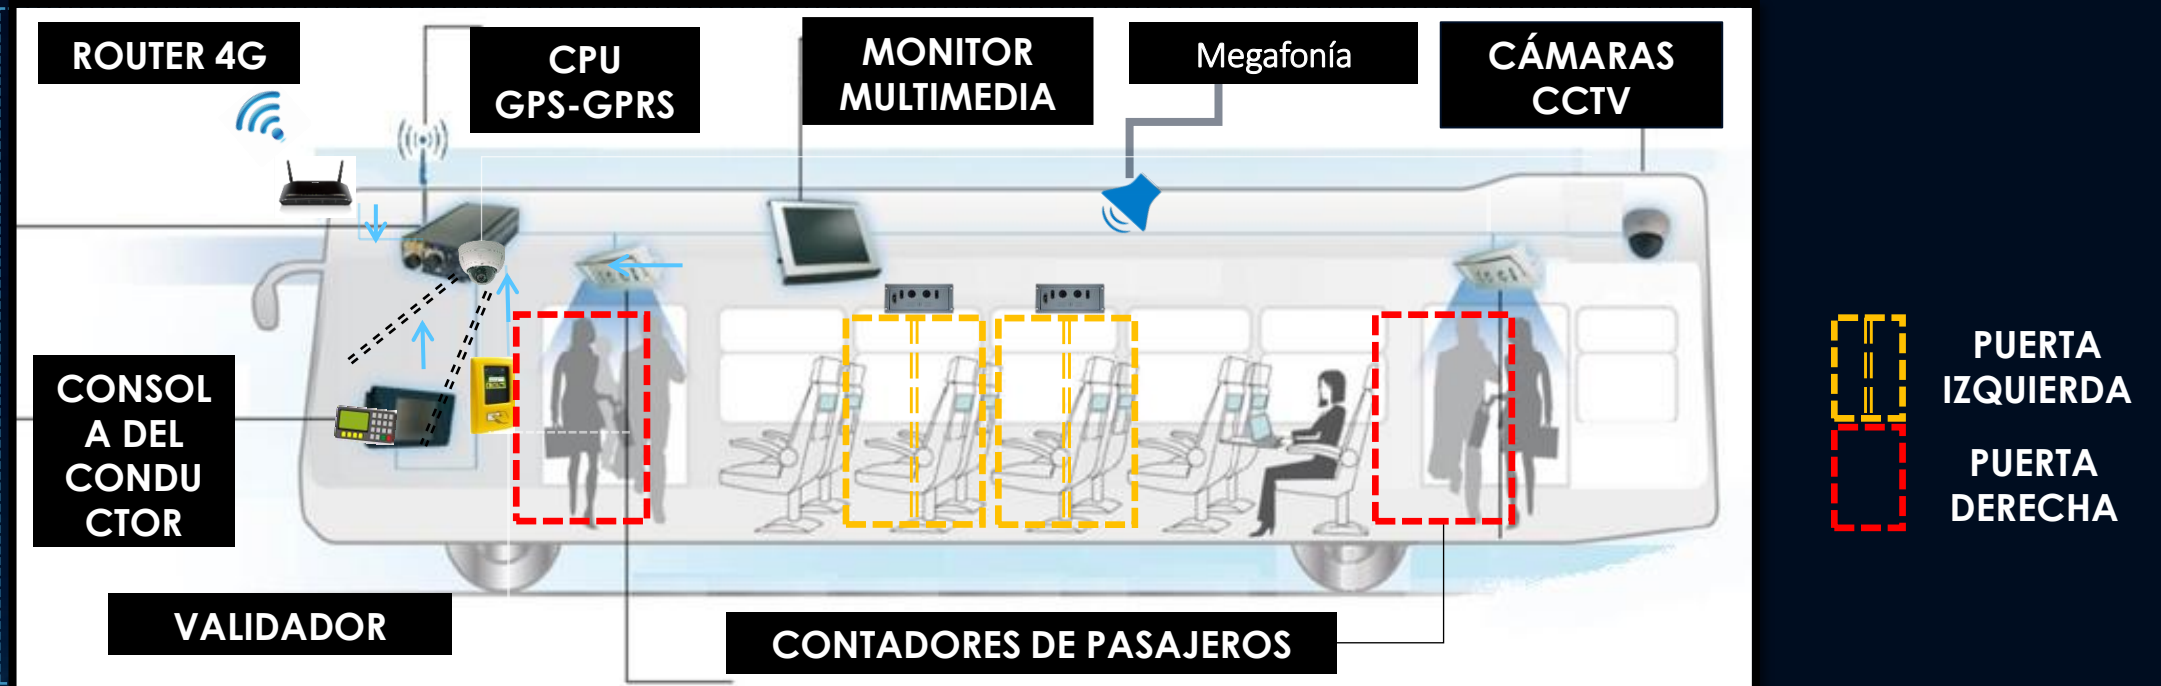 ROUTER 4G
CPU
GPS-GPRS
MONITOR
MULTIMEDIA
Megafonía
CÁMARAS
CCTV
CONSOL
A DEL
CONDU
CTOR
VALIDADOR
CONTADORES DE PASAJEROS
PUERTA
IZQUIERDA
PUERTA
DERECHA